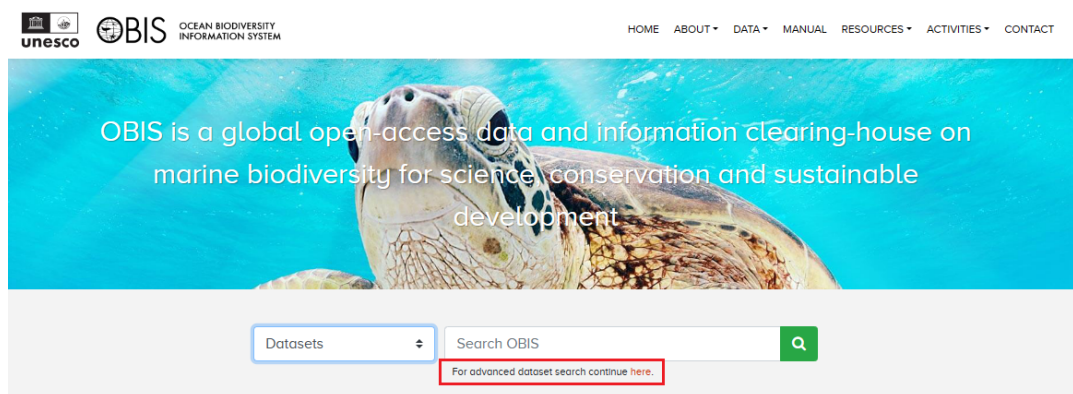 unesco
OBIS
OCEAN BIODIVERSITY
INFORMATION SYSTEM
HOME ABOUT DATA MANUAL RESOURCES ACTIVITIES CONTACT
OBIS is a global open-access data and information clearing-house on
marine biodiversity for science, conservation and sustainable
development
Datasets
Search OBIS
For advanced dataset search continue here.